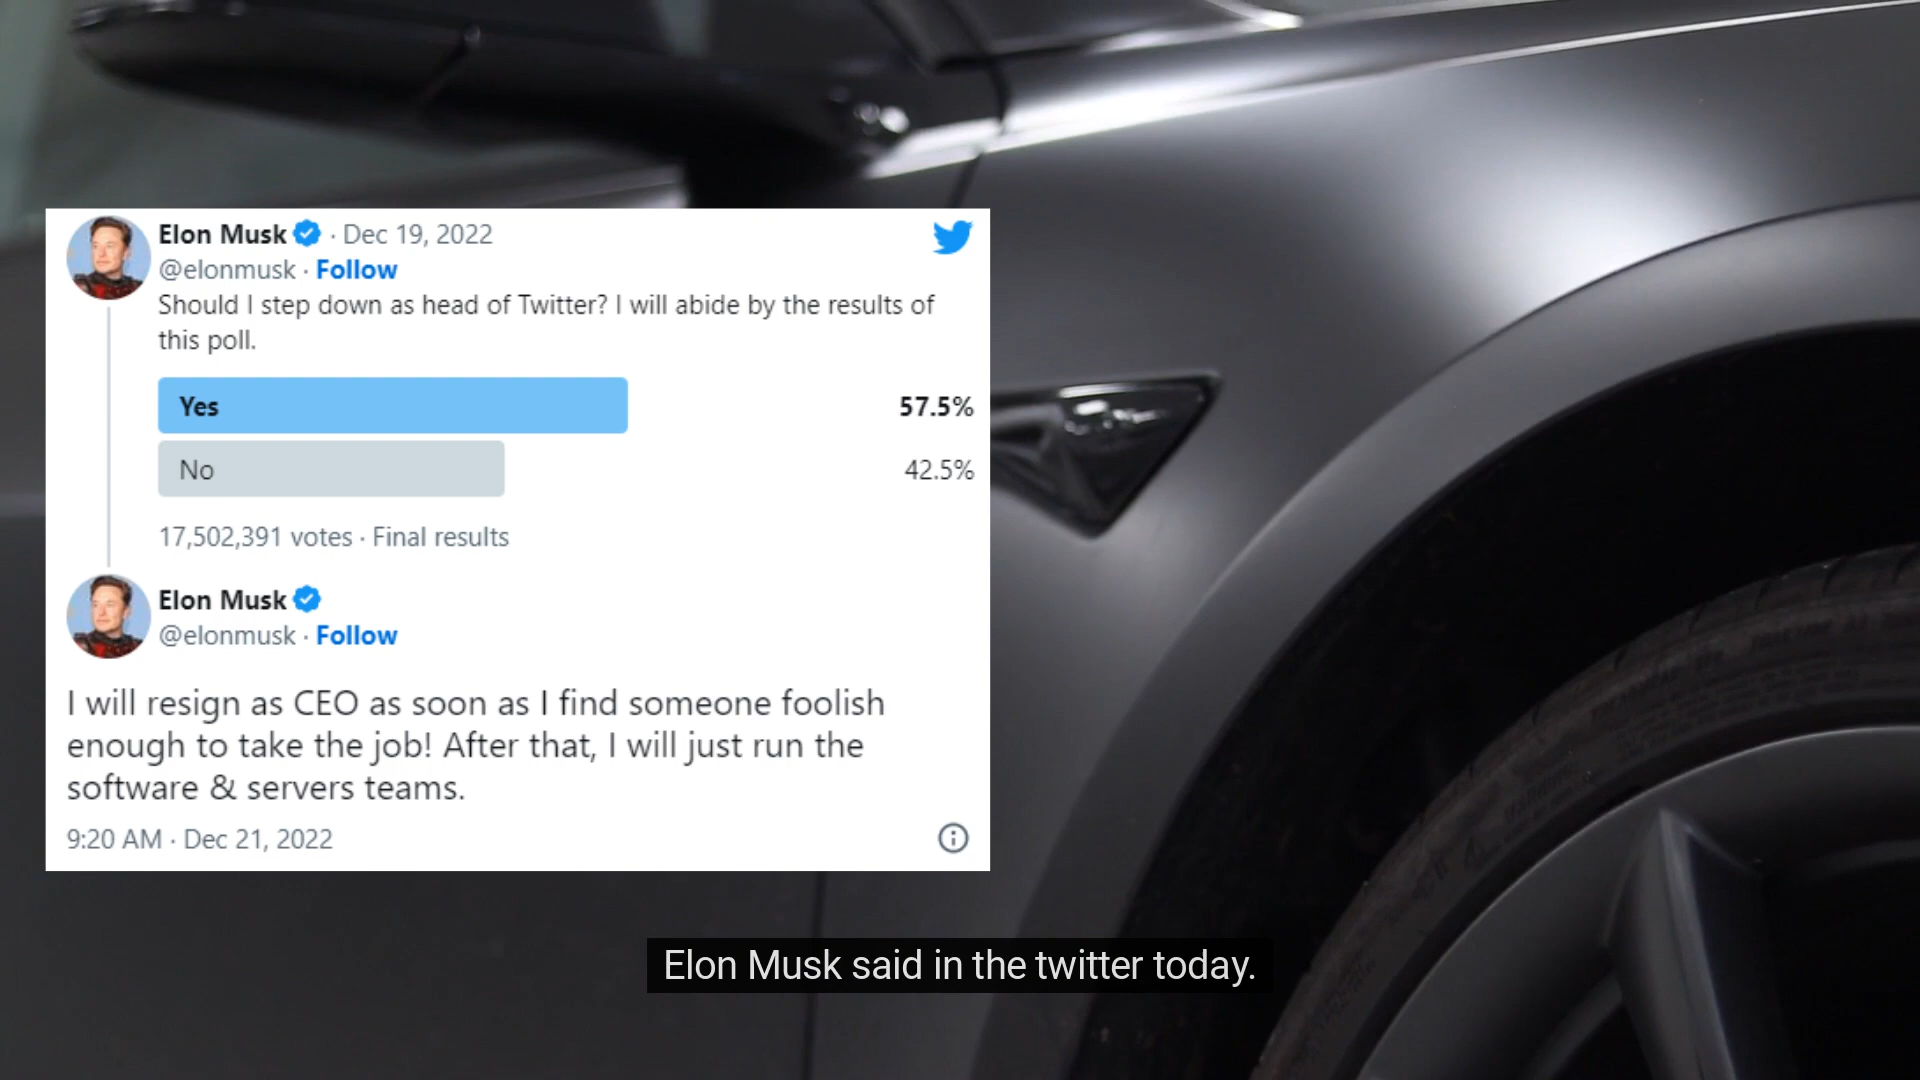 Elon Musk · Dec 19, 2022
@elonmusk · Follow
Should I step down as head of Twitter? I will abide by the results of
this poll.
Yes 57.5%
No 42.5%
17,502,391 votes · Final results
Elon Musk
@elonmusk · Follow
I will resign as CEO as soon as I find someone foolish
enough to take the job! After that, I will just run the
software & servers teams.
9:20 AM · Dec 21, 2022
Elon Musk said in the twitter today.